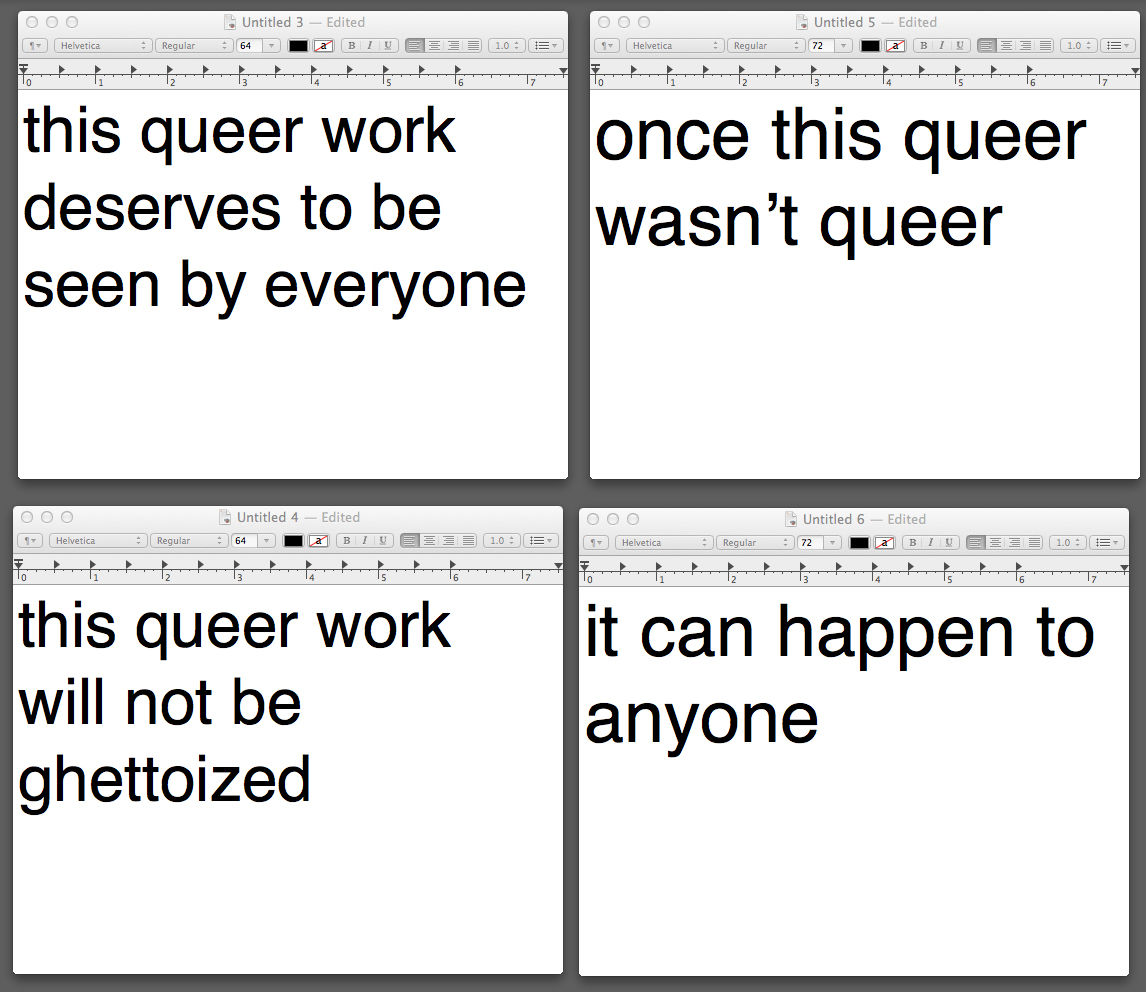 Untitled 3 — Edited
¶ Helvetica Regular 64 a B I U 1.0
0 1 2 3 4 5 6 7
this queer work
deserves to be
seen by everyone
Untitled 5 — Edited
¶ Helvetica Regular 72 a B I U 1.0
0 1 2 3 4 5 6 7
once this queer
wasn’t queer
Untitled 4 — Edited
¶ Helvetica Regular 64 a B I U 1.0
0 1 2 3 4 5 6 7
this queer work
will not be
ghettoized
Untitled 6 — Edited
¶ Helvetica Regular 72 a B I U 1.0
0 1 2 3 4 5 6 7
it can happen to
anyone